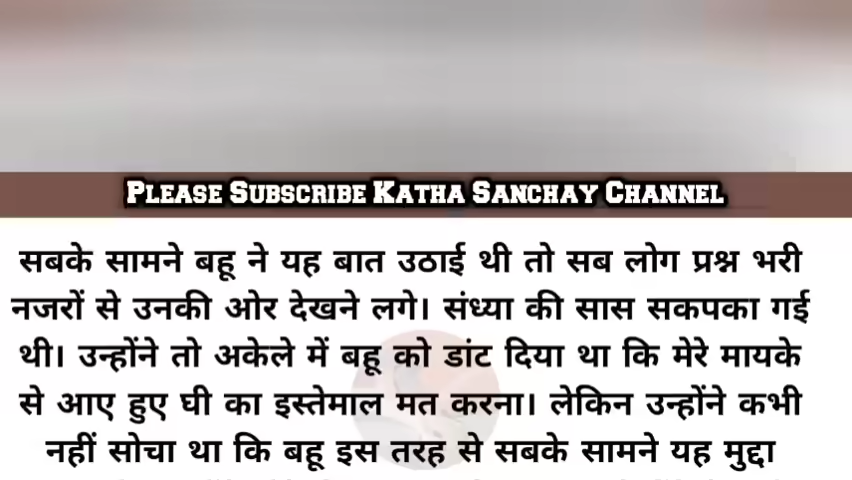 PLEASE SUBSCRIBE KATHA SANCHAY CHANNEL
सबके सामने बहू ने यह बात उठाई थी तो सब लोग प्रश्न भरी
नजरों से उनकी ओर देखने लगे। संध्या की सास सकपका गई
थी। उन्होंने तो अकेले में बहू को डांट दिया था कि मेरे मायके
से आए हुए घी का इस्तेमाल मत करना। लेकिन उन्होंने कभी
नहीं सोचा था कि बहू इस तरह से सबके सामने यह मुद्दा